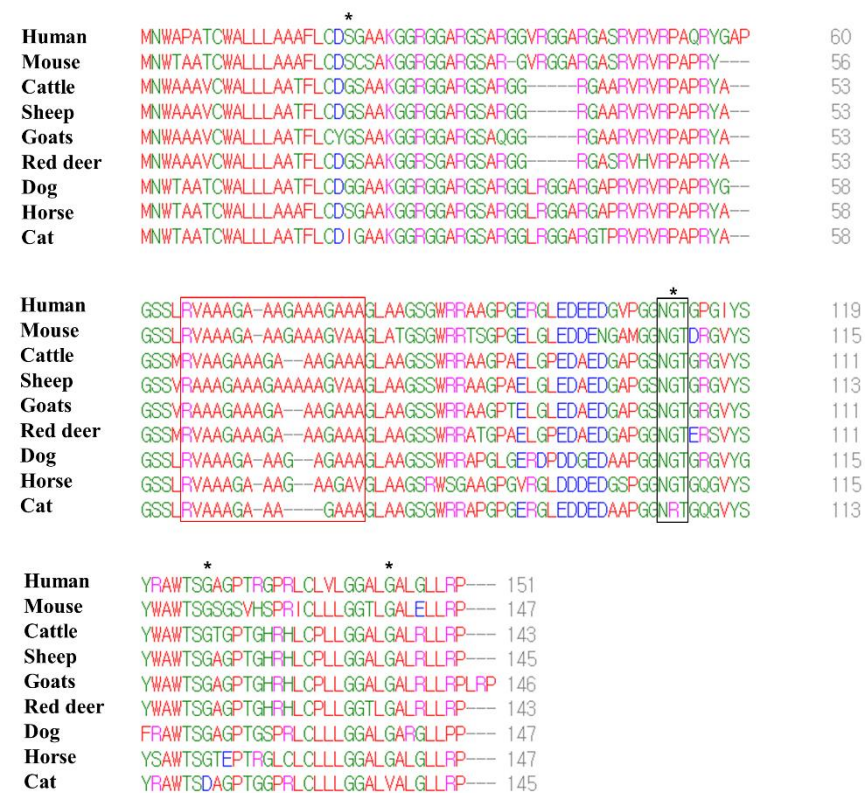 *
Human MNWAPATCWALLLAAAFLCDSGAAKGGRGGARGSARGGVRGGARGASRVRVRPAQRYGAP 60
Mouse MNWTAATCWALLLAAAFLCDSCSAKGGRGGARGSAR-GVRGGARGASRVRVRPAPRY--- 56
Cattle MNWAAAVCWALLLAATFLCDGSAAKGGRGGARGSARGG-----RGAARVRVRPAPRYA-- 53
Sheep MNWAAAVCWALLLAATFLCDGSAAKGGRGGARGSARGG-----RGAARVRVRPAPRYA-- 53
Goats MNWAAAVCWALLLAATFLCYGSAAKGGRGGARGSAQGG-----RGAARVRVRPAPRYA-- 53
Red deer MNWAAAVCWALLLAATFLCDGSAAKGGRGGARGSARGG-----RGASRVHVRPAPRYA-- 53
Dog MNWTAATCWALLLAATFLCDGGAAKGGRGGARGSARGGLRGGARGAPRVRVRPAPRYG-- 58
Horse MNWTAATCWALLLAAAFLCDSGAAKGGRGGARGSARGGLRGGARGAPRVRVRPAPRYA-- 58
Cat MNWTAATCWALLLAATFLCDIGAAKGGRGGARGSARGGLRGGARGTPRVRVRPAPRYA-- 58
*
Human GSSLRVAAAGA-AAGAAAGAAAGLAAGSGWRRAAGPGERGLEDEEDGVPGGNGTGPGIYS 119
Mouse GSSLRVAAAGA-AAGAAAGVAAGLATGSGWRRTSGPGELGLEDDENGAMGGNGTDRGVYS 115
Cattle GSSMRVAAGAAAGA--AAGAAAGLAAGSSWRRAAGPAELGPEDAEDGAPGSNGTGRGVYS 111
Sheep GSSVRAAAGAAAGAAAAAGVAAGLAAGSSWRRAAGPAELGLEDAEDGAPGSNGTGRGVYS 113
Goats GSSVRAAAGAAAGA--AAGAAAGLAAGSSWRRAAGPTELGLEDAEDGAPGSNGTGRGVYS 111
Red deer GSSMRVAAGAAAGA--AAGAAAGLAAGSSWRRATGPAELGPEDAEDGAPGGNGTERSVYS 111
Dog GSSLRVAAAGA-AAG-AGAAAGLAAGSSWRRAPGLGERDPDDGEDAAPGGNGTGRGVYG 115
Horse GSSLRVAAAGA-AAG--AAGAVGLAAGSRWSGAAGPGVRGLDDDEDGSPGGNGTGQGVYS 115
Cat GSSLRVAAAGA-AA----GAAAGLAAGSGWRRAPGPGERGLEDDEDAAPGGNRTGQGVYS 113
* *
Human YRAWTSGAGPTRGPRLCLVLGGALGALGLLRP--- 151
Mouse YWAWTSGSGSVHSPRICLLLGGTLGALELLRP--- 147
Cattle YWAWTSGTGPTGHRHLCPLLGGALGALRLLRP--- 143
Sheep YWAWTSGAGPTGHRHLCPLLGGALGALRLLRP--- 145
Goats YWAWTSGAGPTGHRHLCPLLGGALGALRLLRPLRP 146
Red deer YWAWTSGAGPTGHRHLCPLLGGTLGALRLLRP--- 143
Dog FRAWTSGAGPTGSPRLCLLLGGALGARGLLPP--- 147
Horse YSAWTSGTEPTRGLCLCLLLGGALGALGLLRP--- 147
Cat YRAWTSDAGPTGGPRLCLLLGGALVALGLLRP--- 145